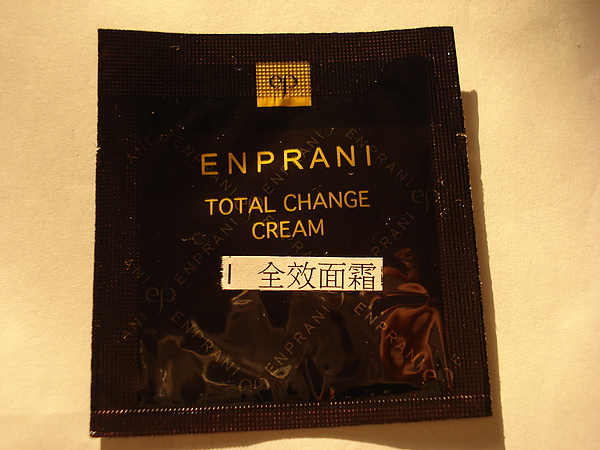 ep
ENPRANI
TOTAL CHANGE
CREAM
全效面霜